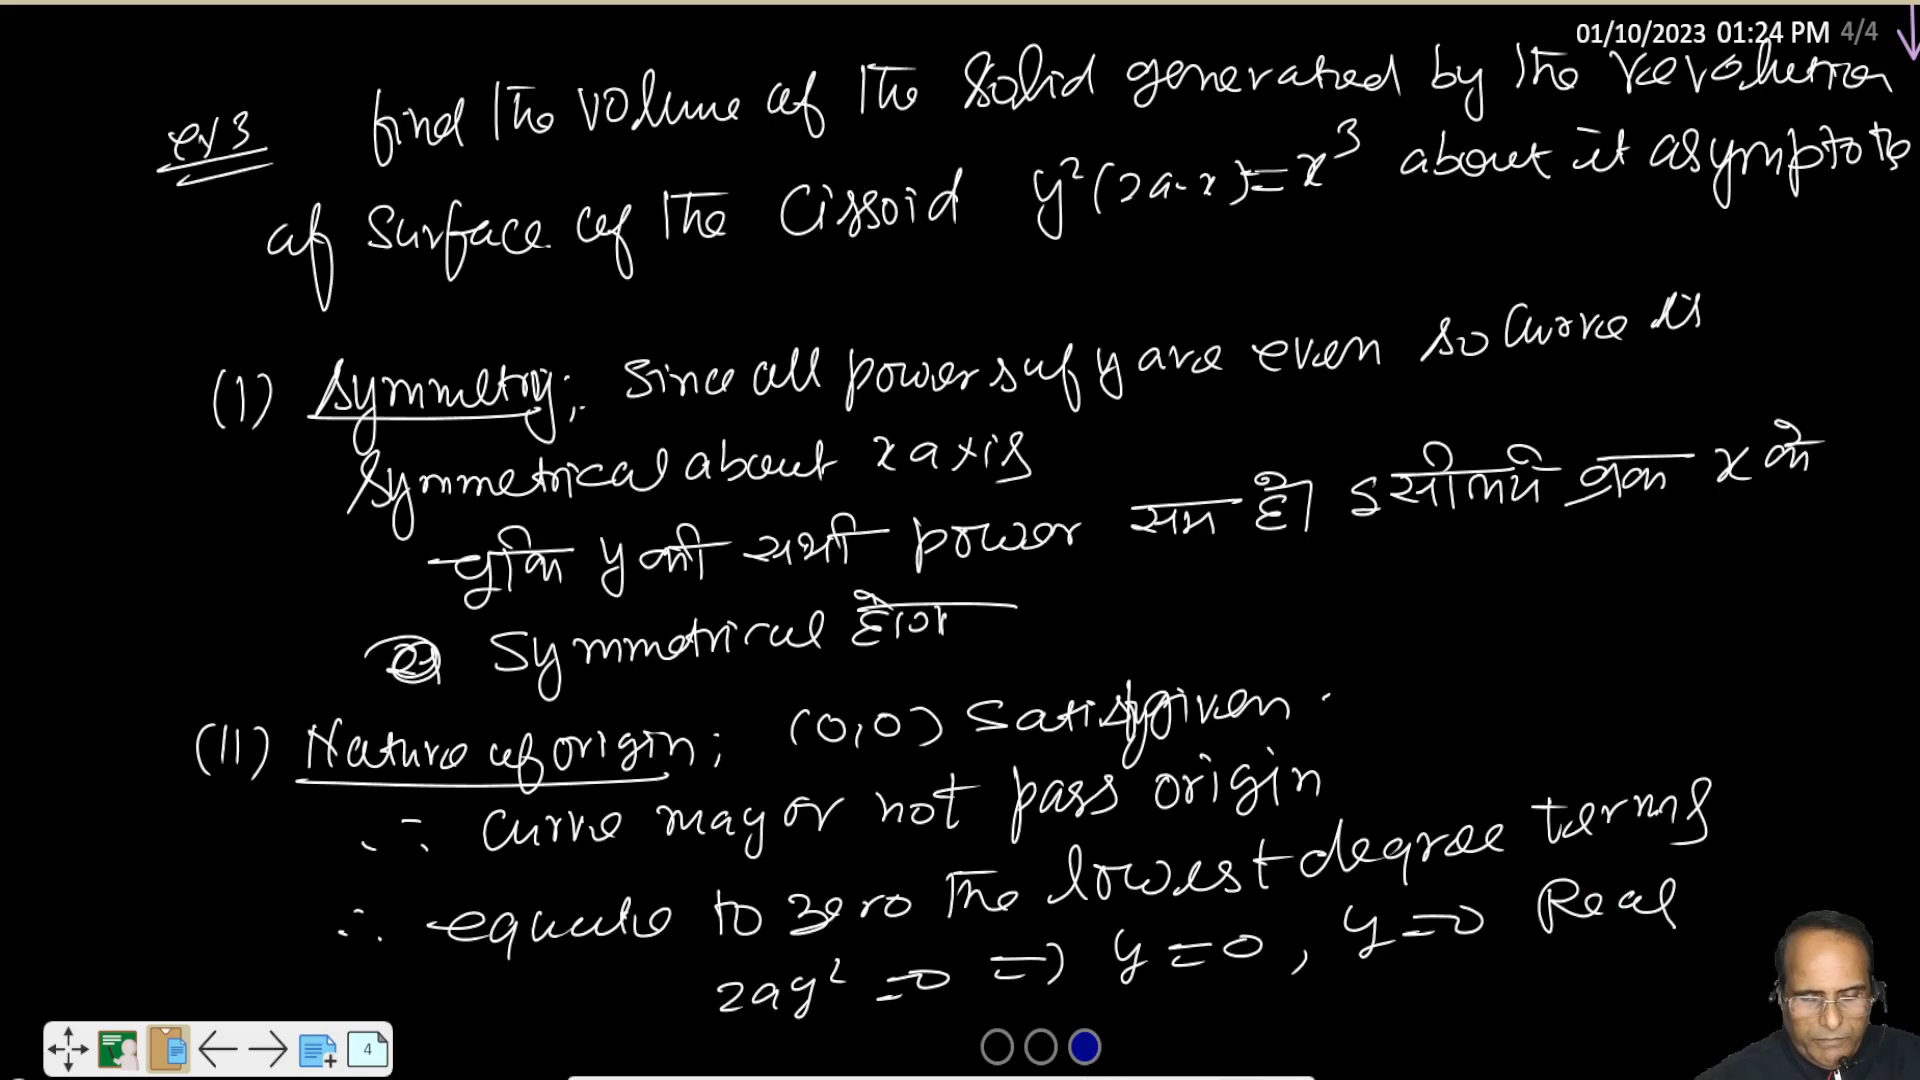 01/10/2023 01:24 PM 4/4
ex 3 find the volume of the solid generated by the revolution
of surface of the Cissoid y²(2a-x)=x³ about it asymptote
(I) Symmetry; Since all powers of y are even so Curve is
Symmetrical about x axis
चूंकि y की सभी power सम है। इसीलिये वक्र x के
Symmetrical होगा
(II) Nature of origin; (0,0) Satisfy given.
∴ Curve may or not pass origin
∴ equate to zero the lowest degree terms
2ay² =0 => y=0, y=0 Real
4